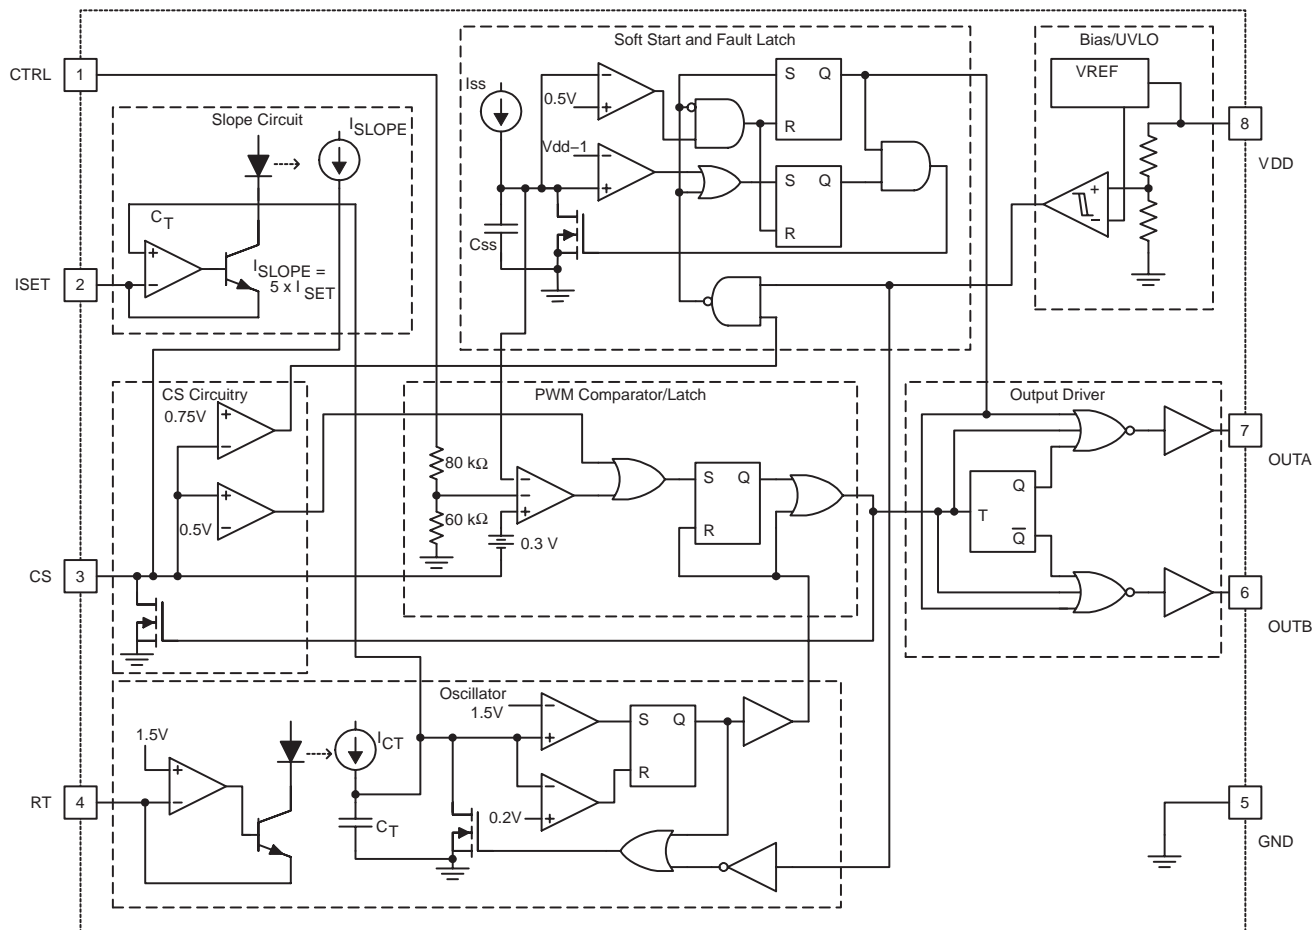 Soft Start and Fault Latch
Bias/UVLO
CTRL
1
Iss
0.5V
S
Q
R
VREF
Slope Circuit
ISLOPE
8
VDD
Vdd–1
S
Q
R
CT
Css
ISET
2
ISLOPE =
5 x ISET
CS Circuitry
0.75V
PWM Comparator/Latch
Output Driver
7
OUTA
80 kΩ
S
Q
Q
0.5V
60 kΩ
R
T
0.3 V
Q
CS
3
6
OUTB
Oscillator
1.5V
S
Q
1.5V
ICT
R
RT
4
5
0.2V
CT
GND
+
−
+
−
+
−
+
−
−
+
−
+
+
−
−
−
+
+
−
−
+
−
+